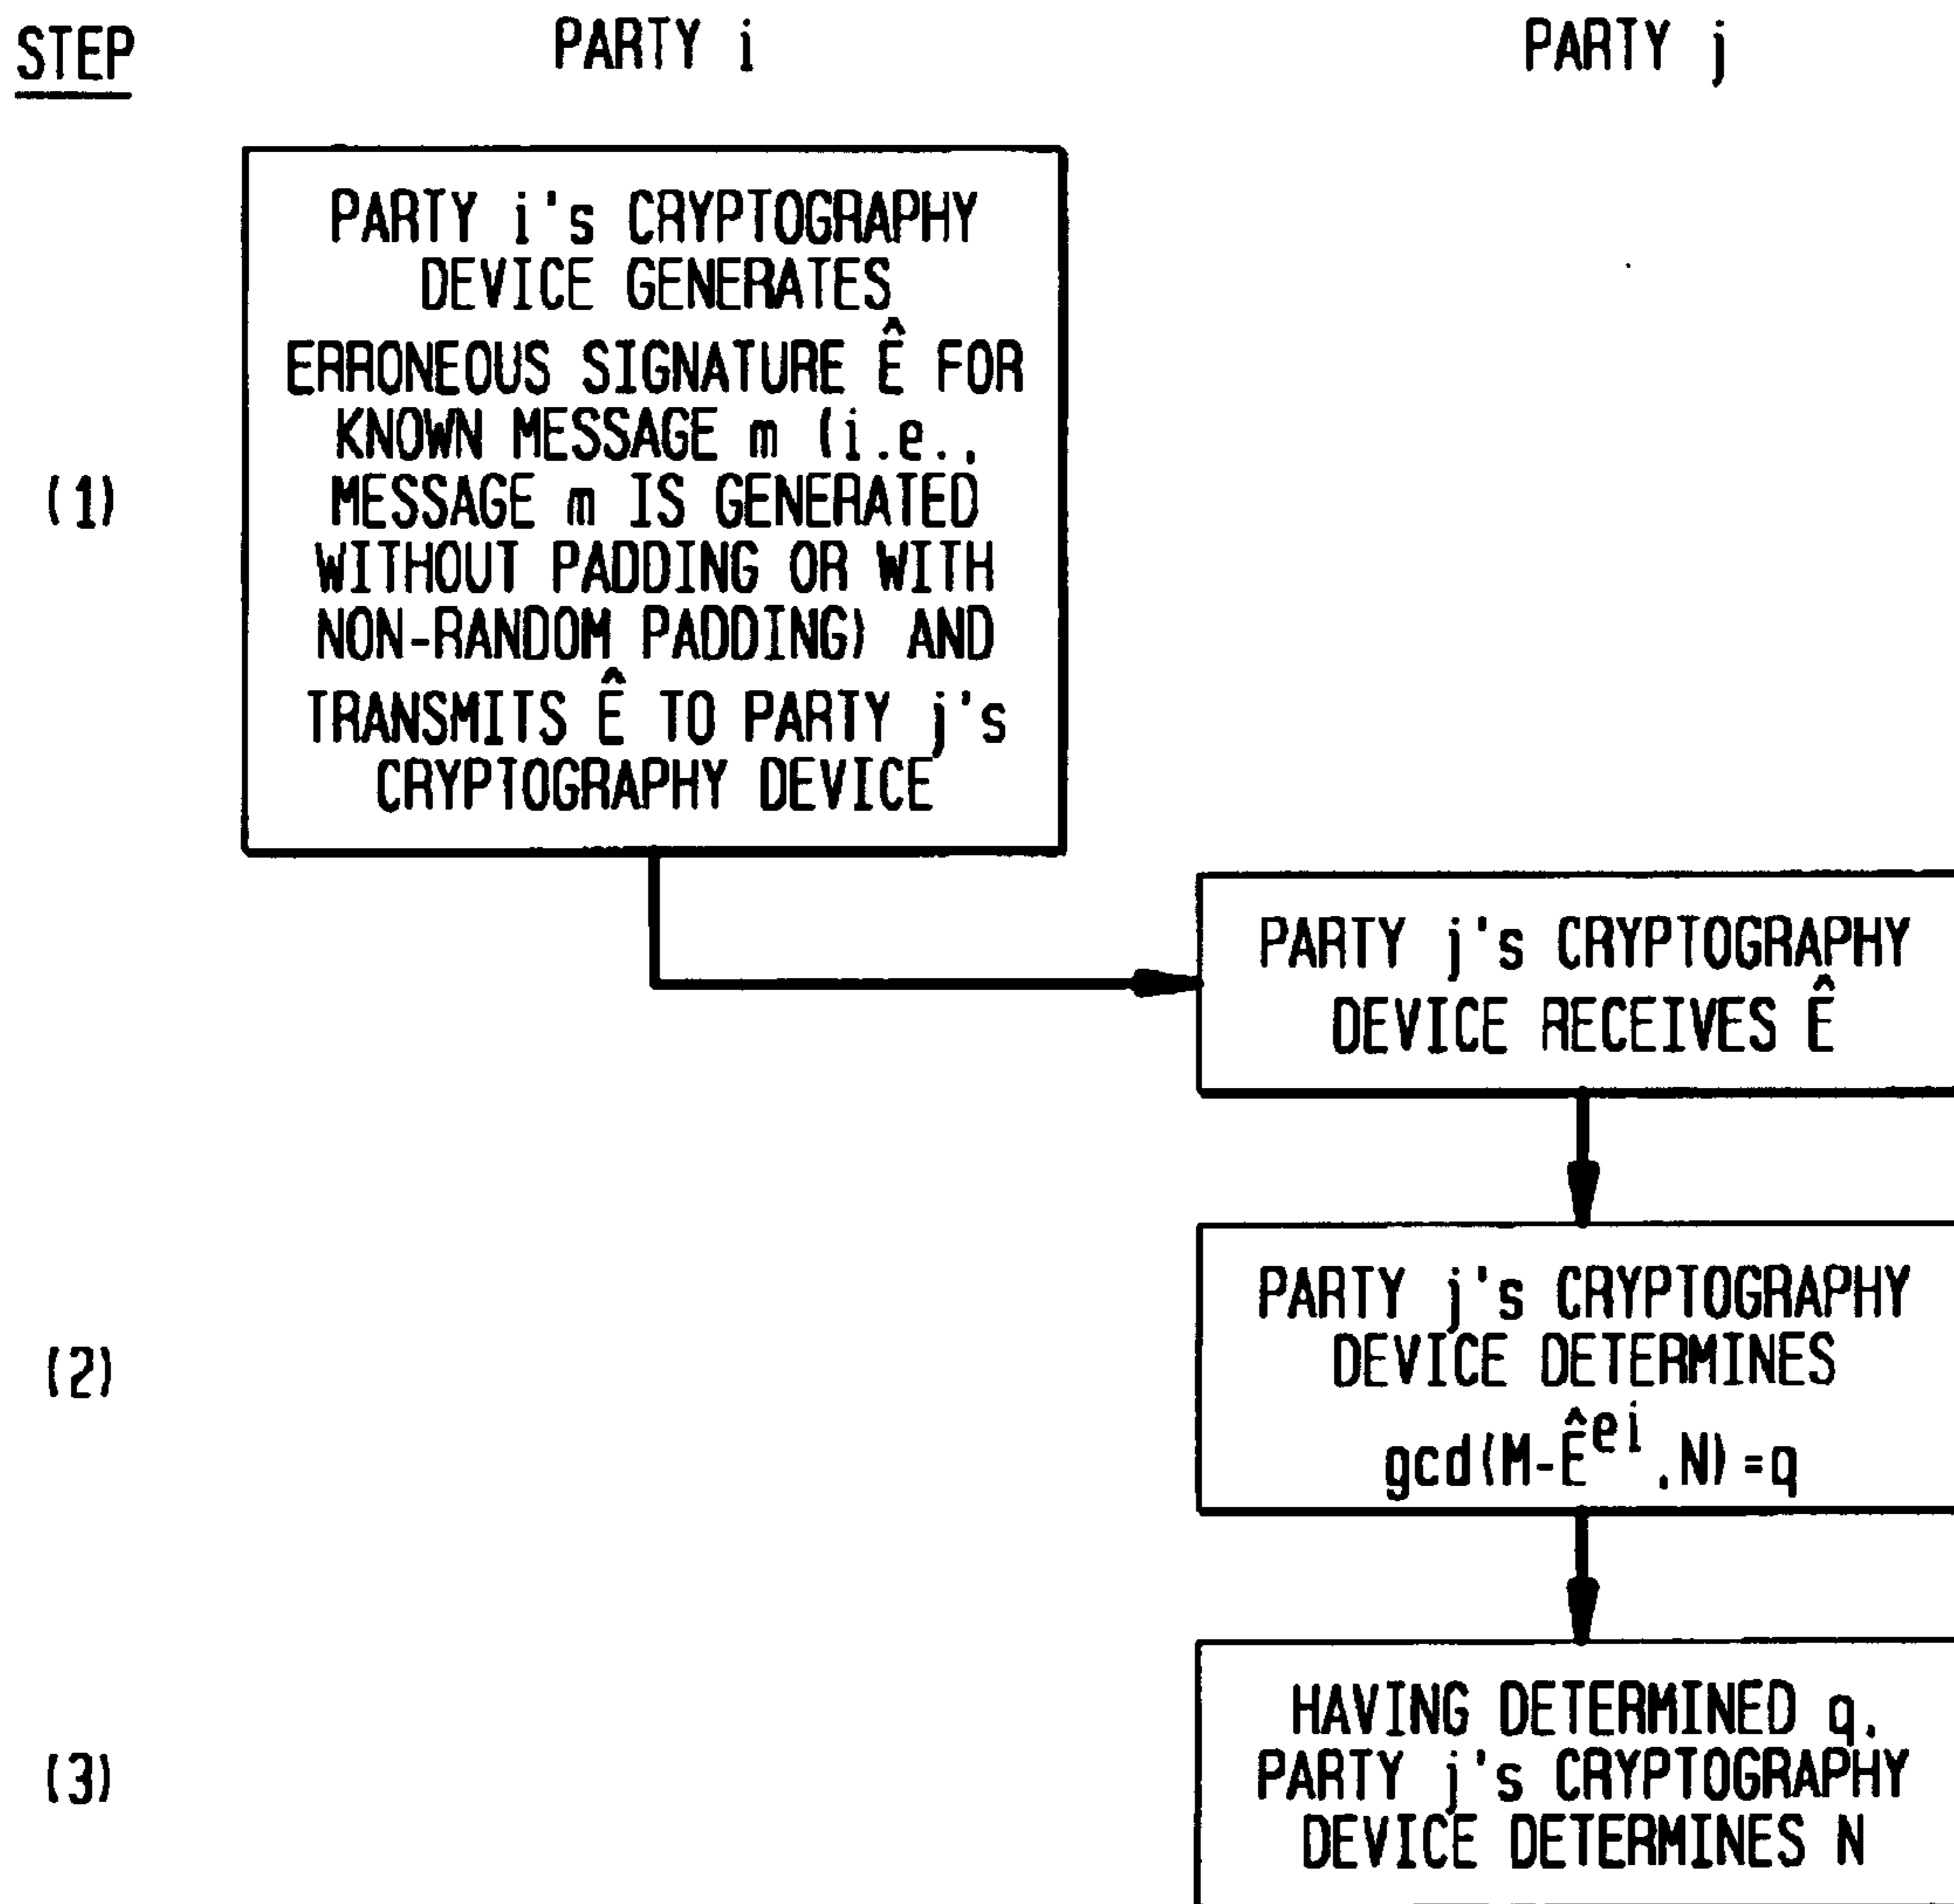 STEP PARTY i PARTY j
PARTY i's CRYPTOGRAPHY
DEVICE GENERATES
ERRONEOUS SIGNATURE Ê FOR
KNOWN MESSAGE m (i.e.,
(1)
MESSAGE m IS GENERATED
WITHOUT PADDING OR WITH
NON-RANDOM PADDING) AND
TRANSMITS Ê TO PARTY j's
CRYPTOGRAPHY DEVICE
PARTY j's CRYPTOGRAPHY
DEVICE RECEIVES Ê
(2)
PARTY j's CRYPTOGRAPHY
DEVICE DETERMINES
gcd(M-Ê^ei,N)=q
(3)
HAVING DETERMINED q,
PARTY j's CRYPTOGRAPHY
DEVICE DETERMINES N